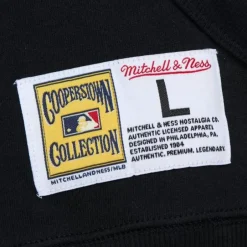 COOPERSTOWN
COLLECTION
MITCHELLANDNESS/MLB
Mitchell & Ness
L
MITCHELL & NESS NOSTALGIA CO.
AUTHENTIC LICENSED APPAREL
DESIGNED IN PHILADELPHIA, PA.
ESTABLISHED 1904
AUTHENTIC. PREMIUM. LEGENDARY.